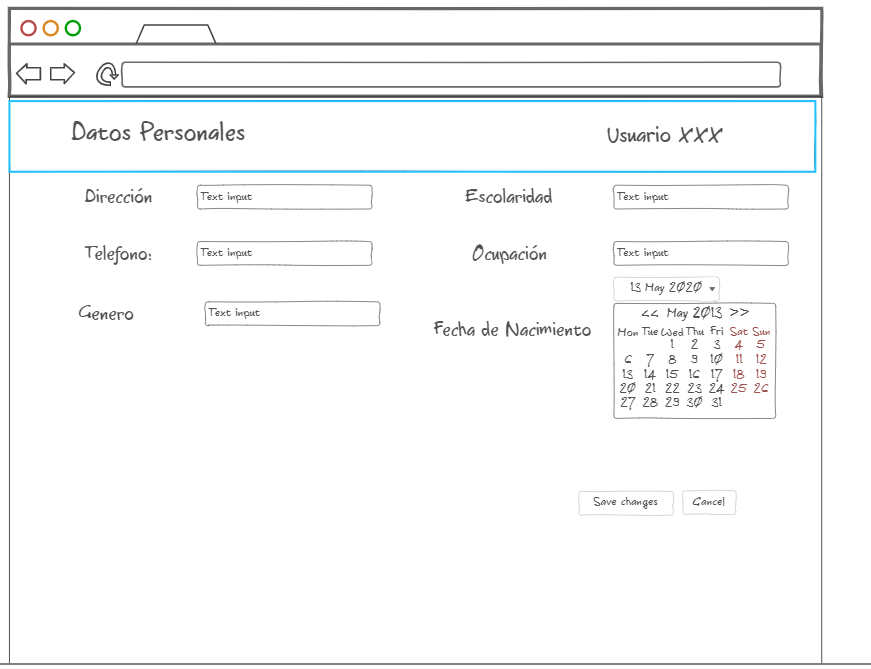 Datos Personales
Usuario XXX
Dirección
Text input
Escolaridad
Text input
Telefono:
Text input
Ocupación
Text input
13 May 2020
Genero
Text input
Fecha de Nacimiento
<< May 2013 >>
Mon Tue Wed Thu Fri Sat Sun
1 2 3 4 5
6 7 8 9 10 11 12
13 14 15 16 17 18 19
20 21 22 23 24 25 26
27 28 29 30 31
Save changes
Cancel